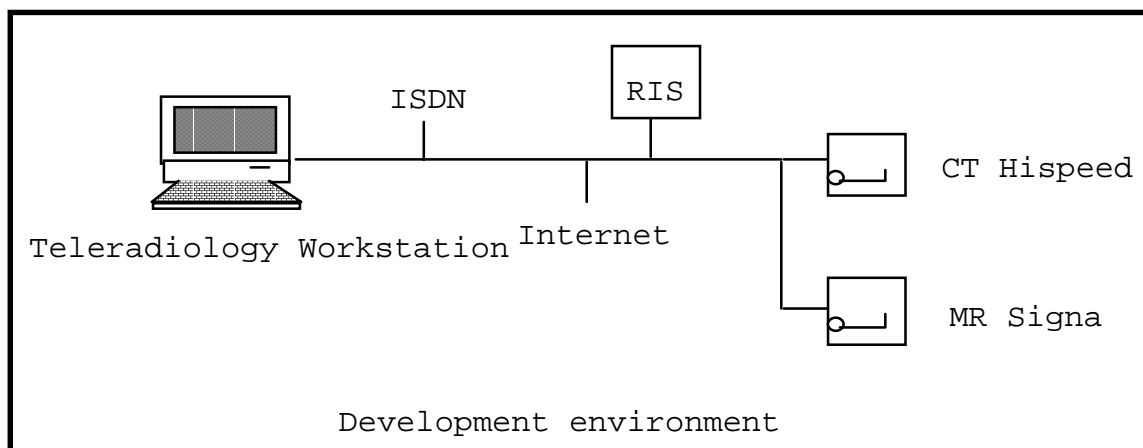 ISDN
RIS
CT Hispeed
Teleradiology Workstation
Internet
MR Signa
Development environment